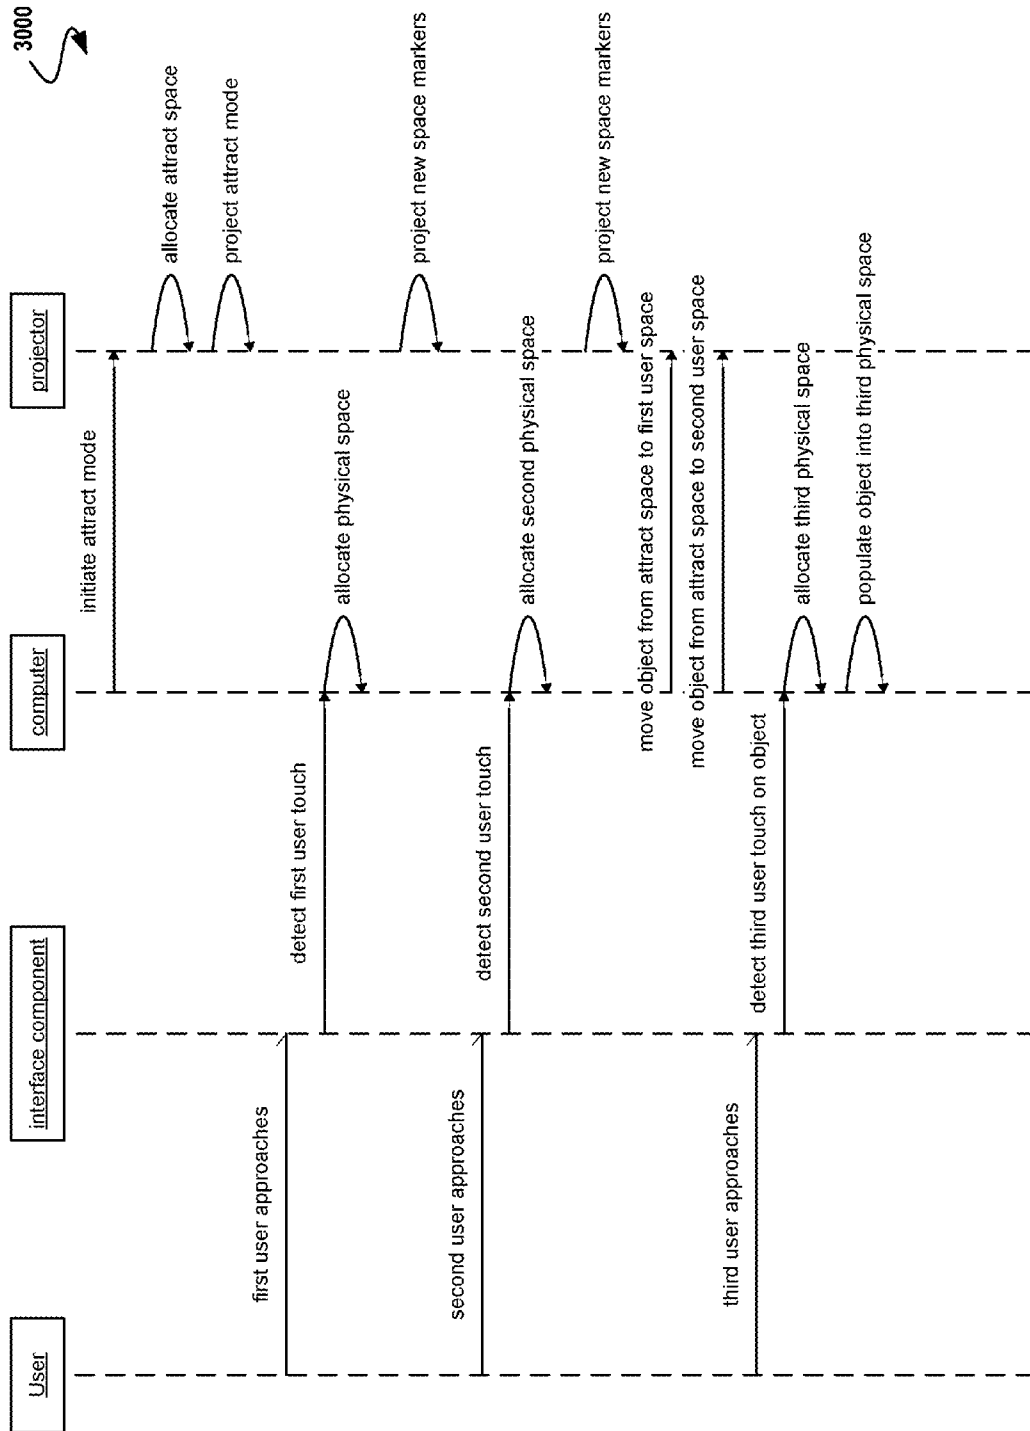 3000
User
interface component
computer
projector
initiate attract mode
allocate attract space
project attract mode
first user approaches
detect first user touch
allocate physical space
project new space markers
second user approaches
detect second user touch
allocate second physical space
project new space markers
move object from attract space to first user space
move object from attract space to second user space
third user approaches
detect third user touch on object
allocate third physical space
populate object into third physical space